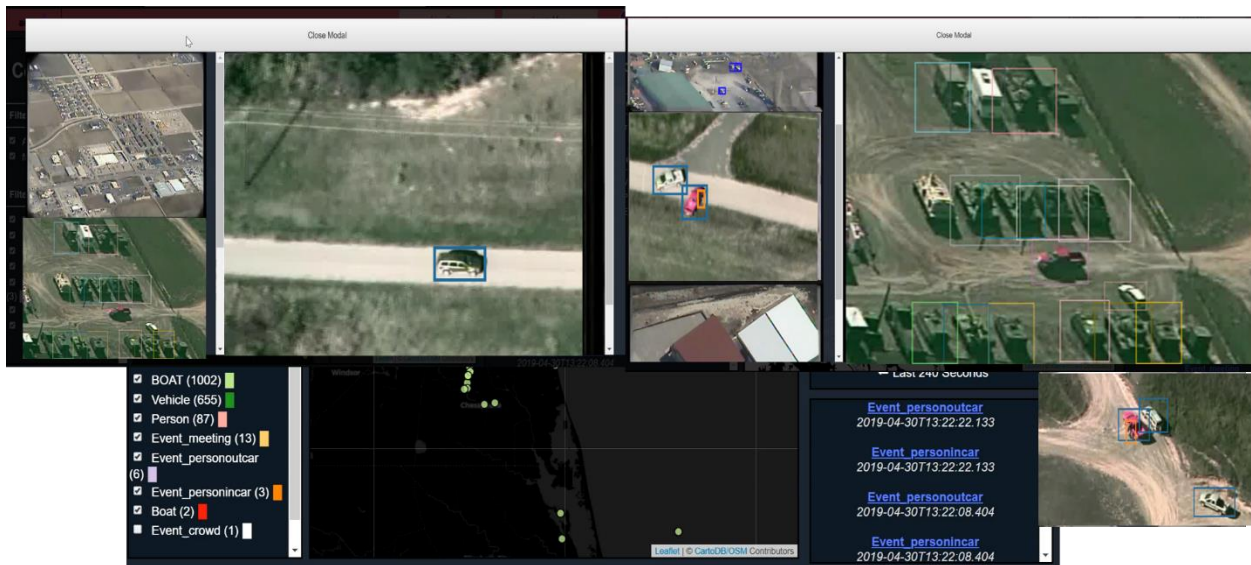 Close Modal
Close Modal
2019-04-30T13:22:08.404
Last 240 Seconds
BOAT (1002)
Vehicle (655)
Person (87)
Event_meeting (13)
Event_personoutcar
(6)
Event_personincar (3)
Boat (2)
Event_crowd (1)
Windsor
Leaflet | © CartoDB/OSM Contributors
Event_personoutcar
2019-04-30T13:22:22.133
Event_personincar
2019-04-30T13:22:22.133
Event_personoutcar
2019-04-30T13:22:08.404
Event_personincar
2019-04-30T13:22:08.404